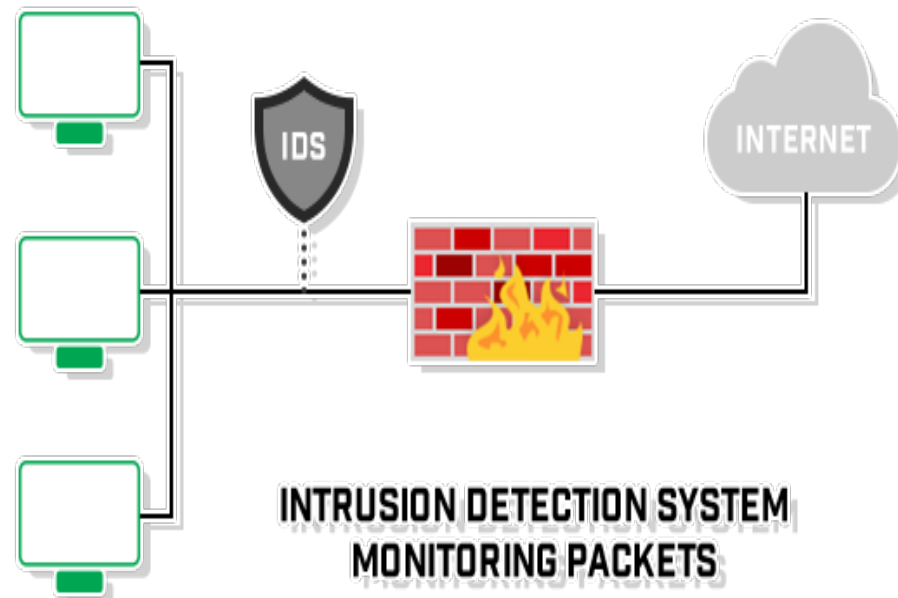 IDS
INTERNET
INTRUSION DETECTION SYSTEM
MONITORING PACKETS